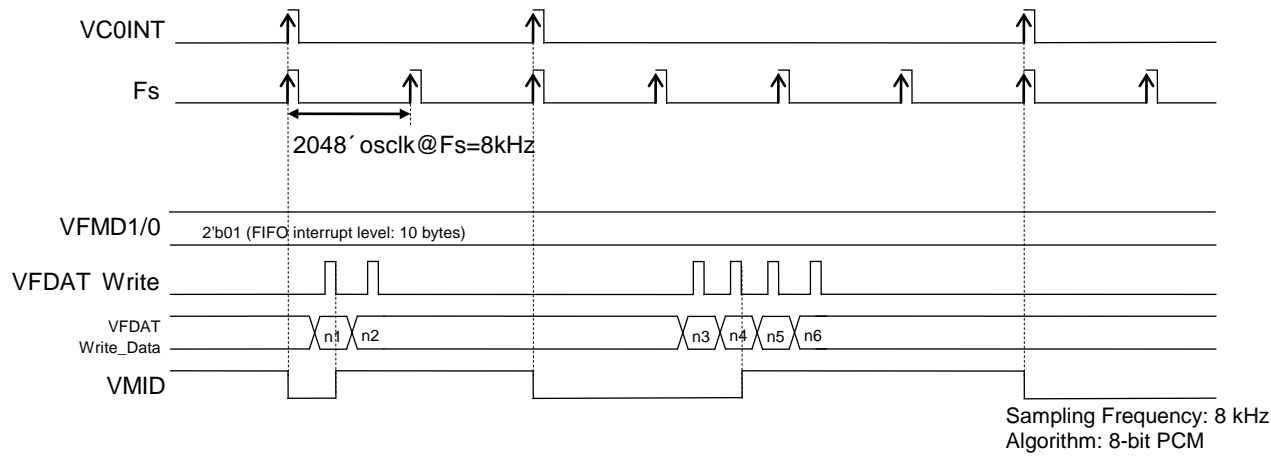 VC0INT
Fs
2048´ osclk@Fs=8kHz
VFMD1/0
2'b01 (FIFO interrupt level: 10 bytes)
VFDAT Write
VFDAT
Write_Data
n1 n2 n3 n4 n5 n6
VMID
Sampling Frequency: 8 kHz
Algorithm: 8-bit PCM